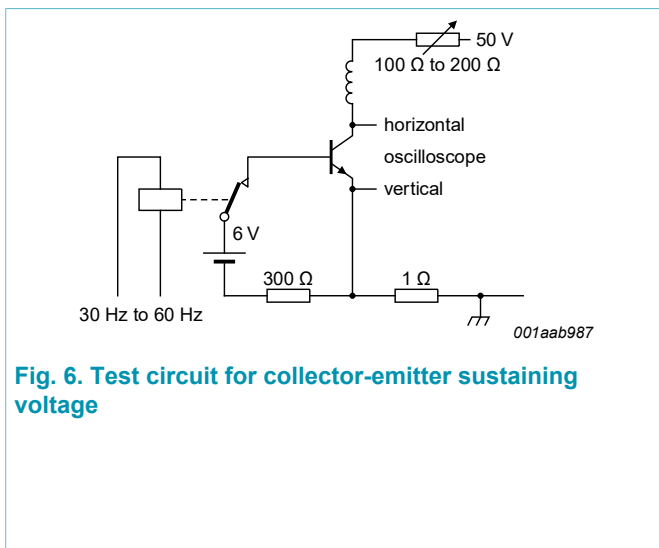 50 V
100 Ω to 200 Ω
horizontal
oscilloscope
vertical
6 V
300 Ω
1 Ω
30 Hz to 60 Hz
001aab987
Fig. 6. Test circuit for collector-emitter sustaining
voltage